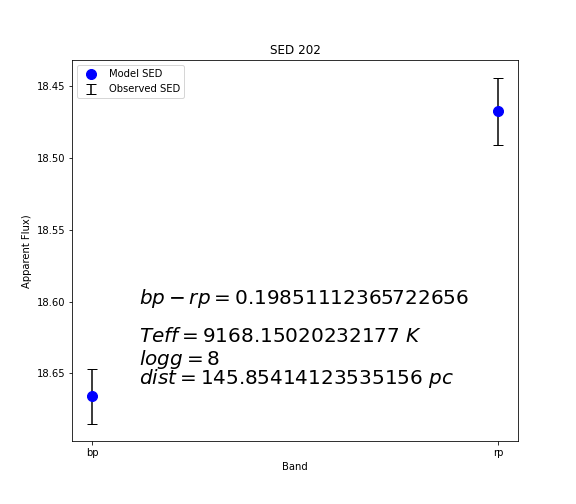 SED 202
Model SED
Observed SED
18.45
18.50
18.55
18.60
18.65
Apparent Flux)
bp − rp = 0.19851112365722656
Teff = 9168.15020232177 K
logg = 8
dist = 145.85414123535156 pc
bp
rp
Band